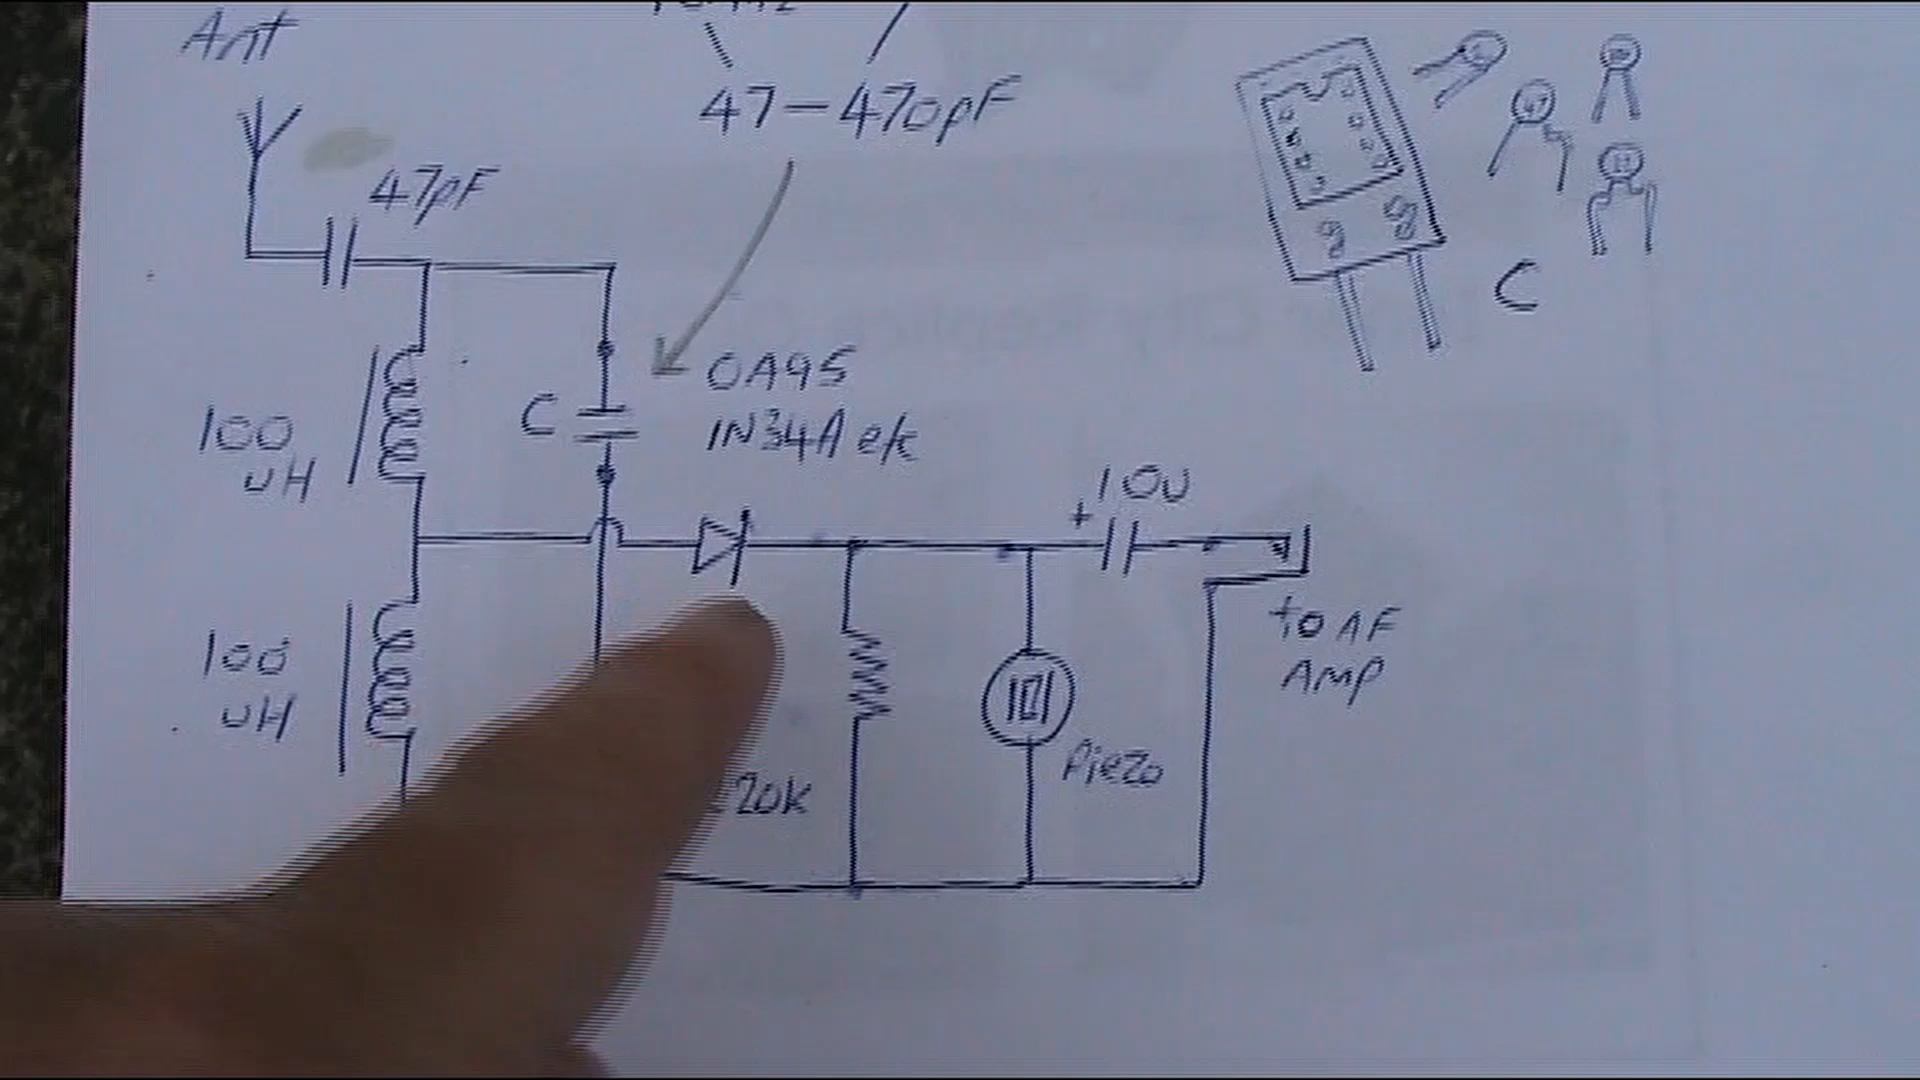 Ant
47-470pF
47pF
C
OA95
1N34A etc
C
100
UH
10U
+
100
UH
to AF
AMP
Piezo
20K